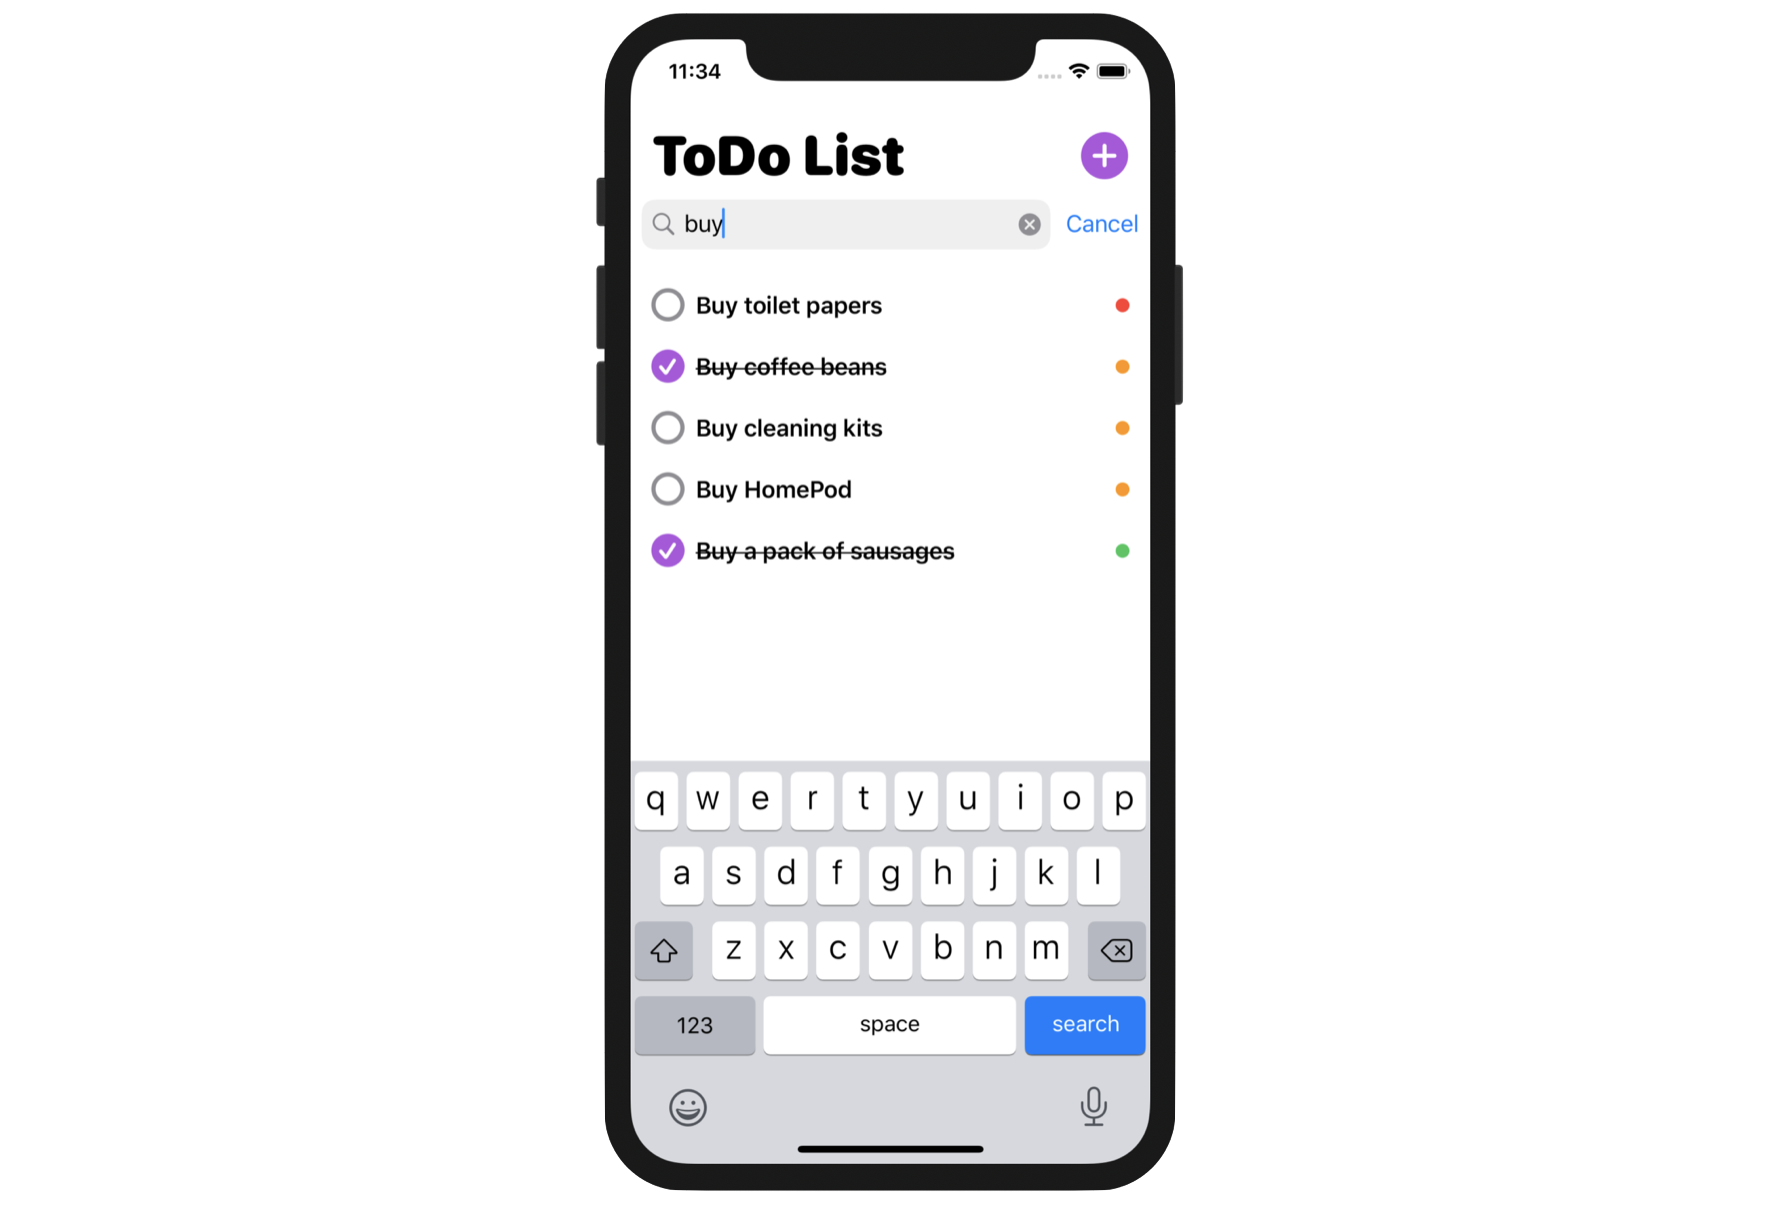 11:34
ToDo List
buy
Cancel
Buy toilet papers
Buy coffee beans
Buy cleaning kits
Buy HomePod
Buy a pack of sausages
q w e r t y u i o p
a s d f g h j k l
z x c v b n m
123 space search